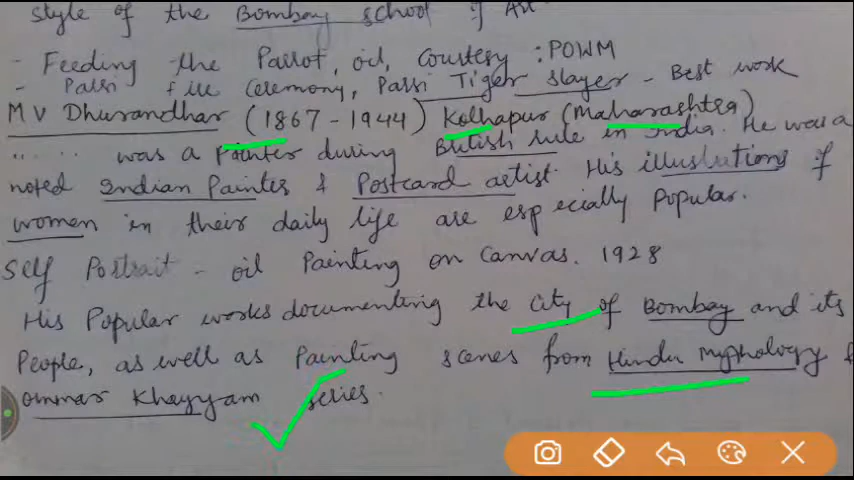 style of the Bombay school of Art
- Feeding the Parrot, oil, Courtesy : POWM
- Parsi fire Ceremony, Parsi Tiger slayer - Best work
M V Dhurandhar (1867-1944) Kolhapur (Maharashtra)
" ..... was a Painter during British rule in India. He was a
noted Indian Painter & Postcard artist. His illustrations of
women in their daily life are especially Popular.
Self Portrait - oil Painting on Canvas. 1928
His Popular works documenting the city of Bombay and its
People, as well as Painting scenes from Hindu Mythology &
ommar Khayyam series.